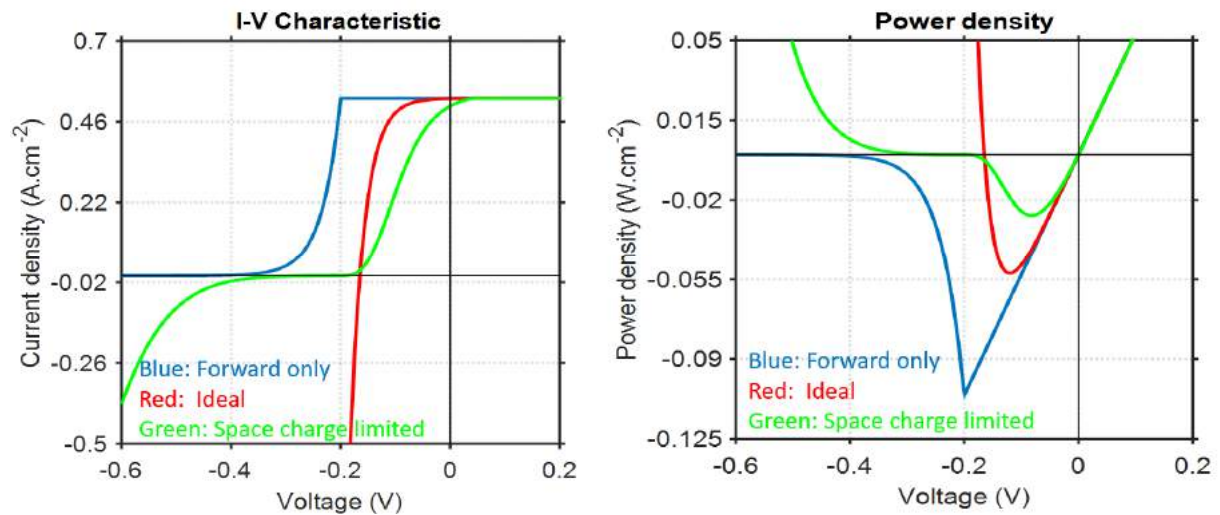 I-V Characteristic
Current density (A.cm⁻²)
0.7
0.46
0.22
-0.02
-0.26
-0.5
Blue: Forward only
Red: Ideal
Green: Space charge limited
-0.6
-0.4
-0.2
0
0.2
Voltage (V)
Power density
Power density (W.cm⁻²)
0.05
0.015
-0.02
-0.055
-0.09
-0.125
Blue: Forward only
Red: Ideal
Green: Space charge limited
-0.6
-0.4
-0.2
0
0.2
Voltage (V)